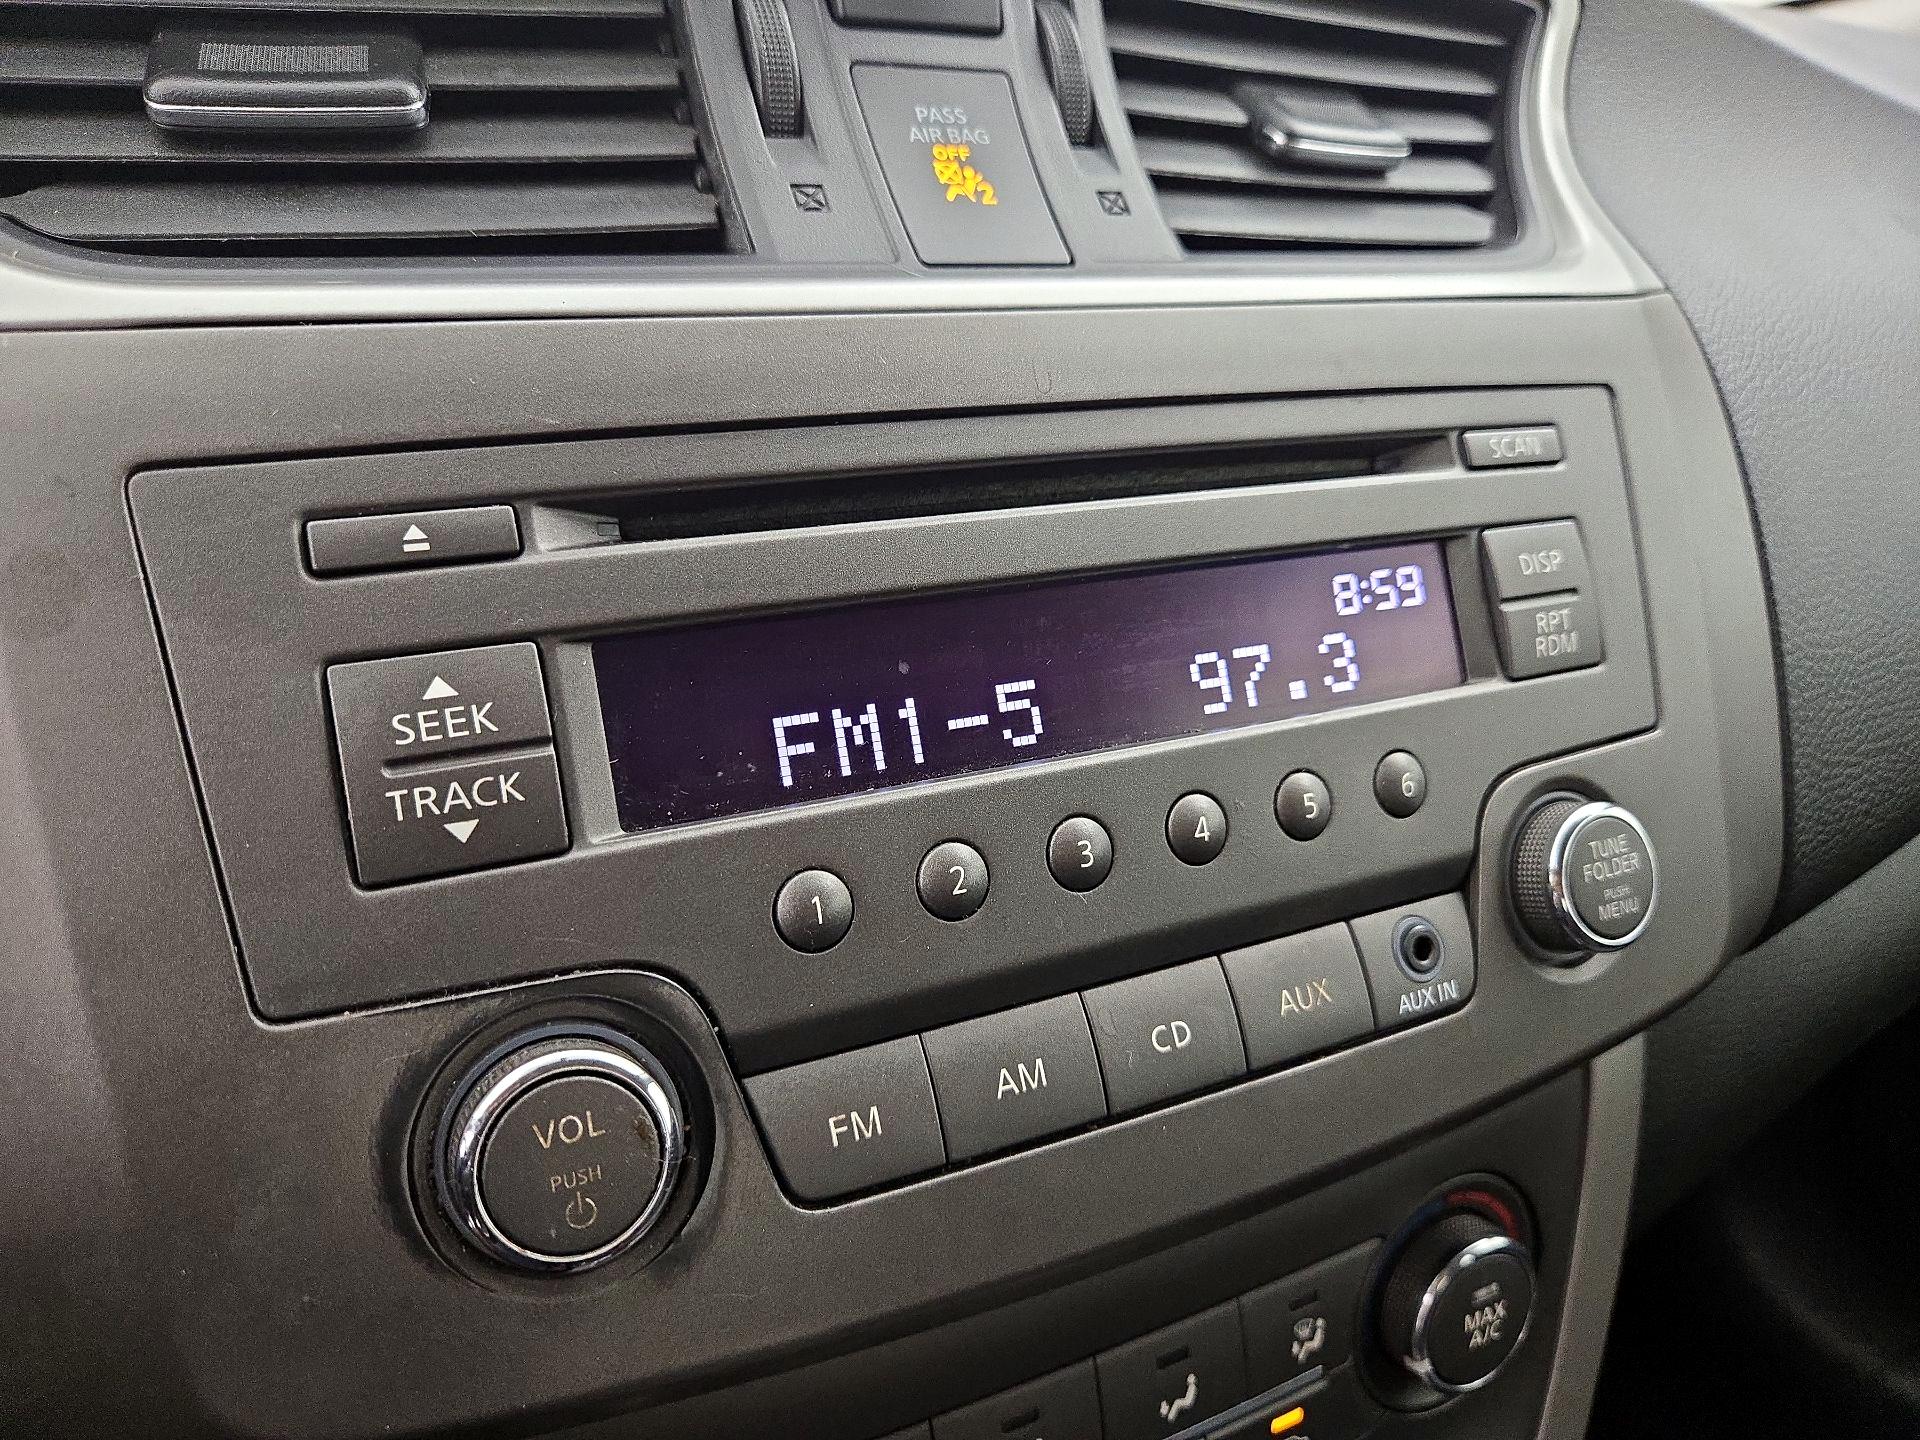 PASS
AIR BAG
OFF
2
SCAN
DISP
RPT
RDM
8:59
FM1-5 97.3
SEEK
TRACK
1 2 3 4 5 6
TUNE
FOLDER
PUSH
MENU
FM AM CD AUX AUX IN
VOL
PUSH
MAX
A/C